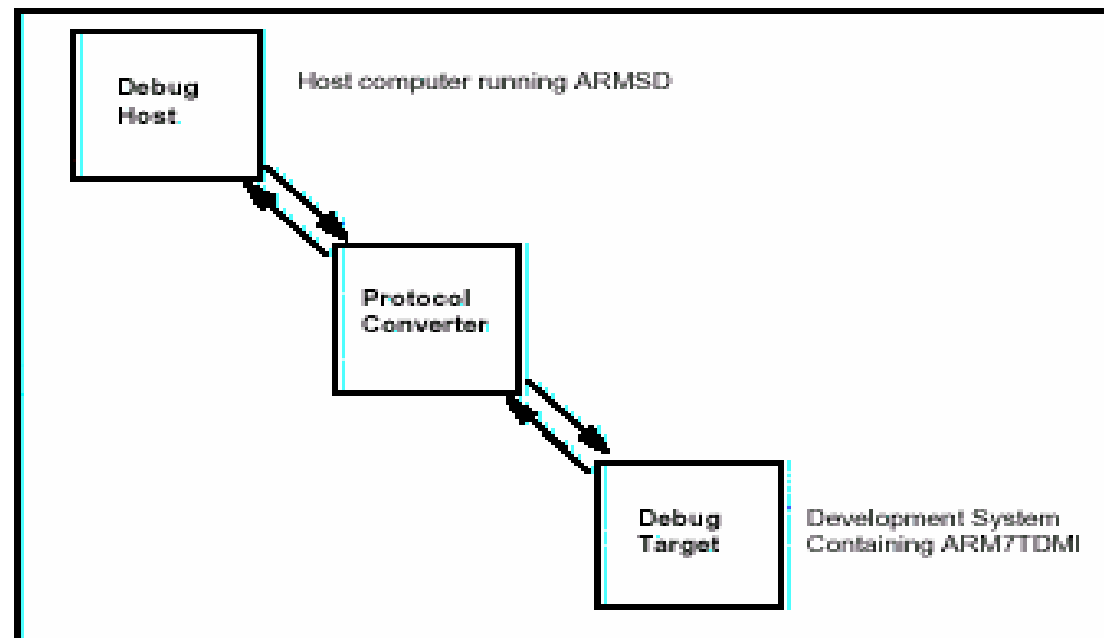 Debug
Host
Host computer running ARMSD
Protocol
Converter
Debug
Target
Development System
Containing ARM7TDMI